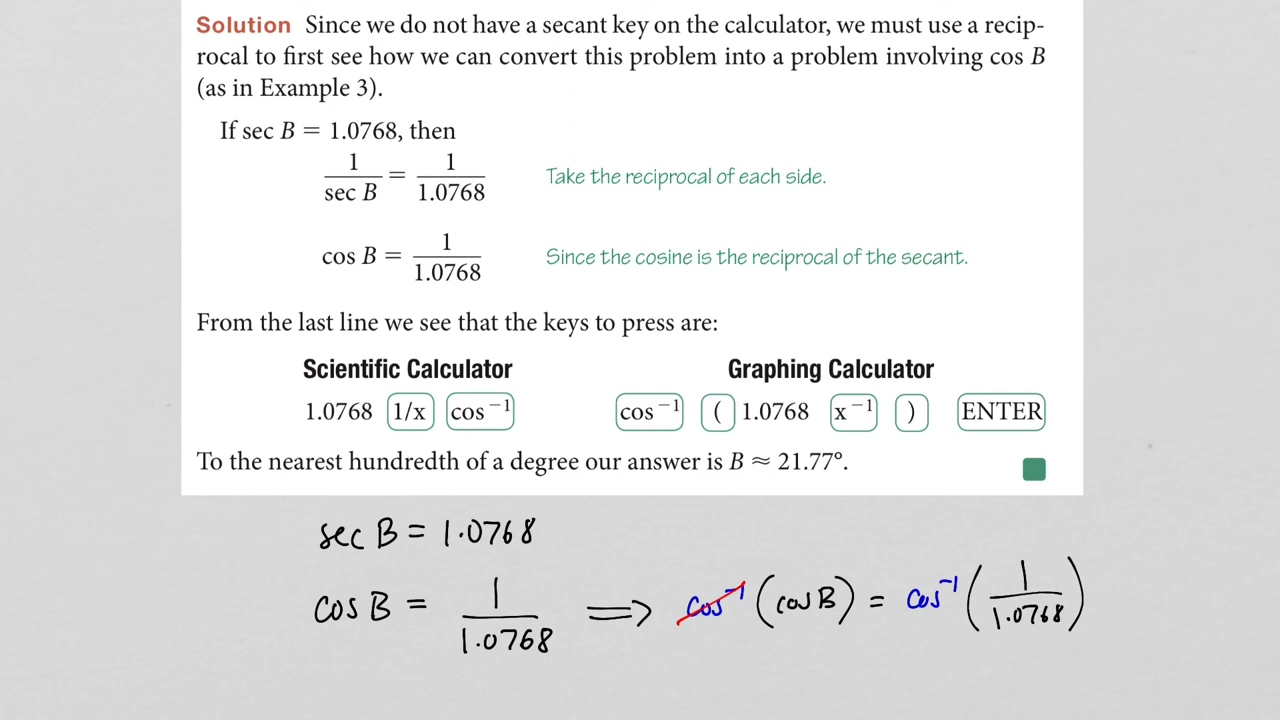 Solution Since we do not have a secant key on the calculator, we must use a recip-
rocal to first see how we can convert this problem into a problem involving cos B
(as in Example 3).
If sec B = 1.0768, then
1/sec B = 1/1.0768 Take the reciprocal of each side.
cos B = 1/1.0768 Since the cosine is the reciprocal of the secant.
From the last line we see that the keys to press are:
Scientific Calculator Graphing Calculator
1.0768 1/x cos⁻¹ cos⁻¹ ( 1.0768 x⁻¹ ) ENTER
To the nearest hundredth of a degree our answer is B ≈ 21.77°.
sec B = 1.0768
cos B = 1/1.0768 ⟹ cos⁻¹(cos B) = cos⁻¹(1/1.0768)